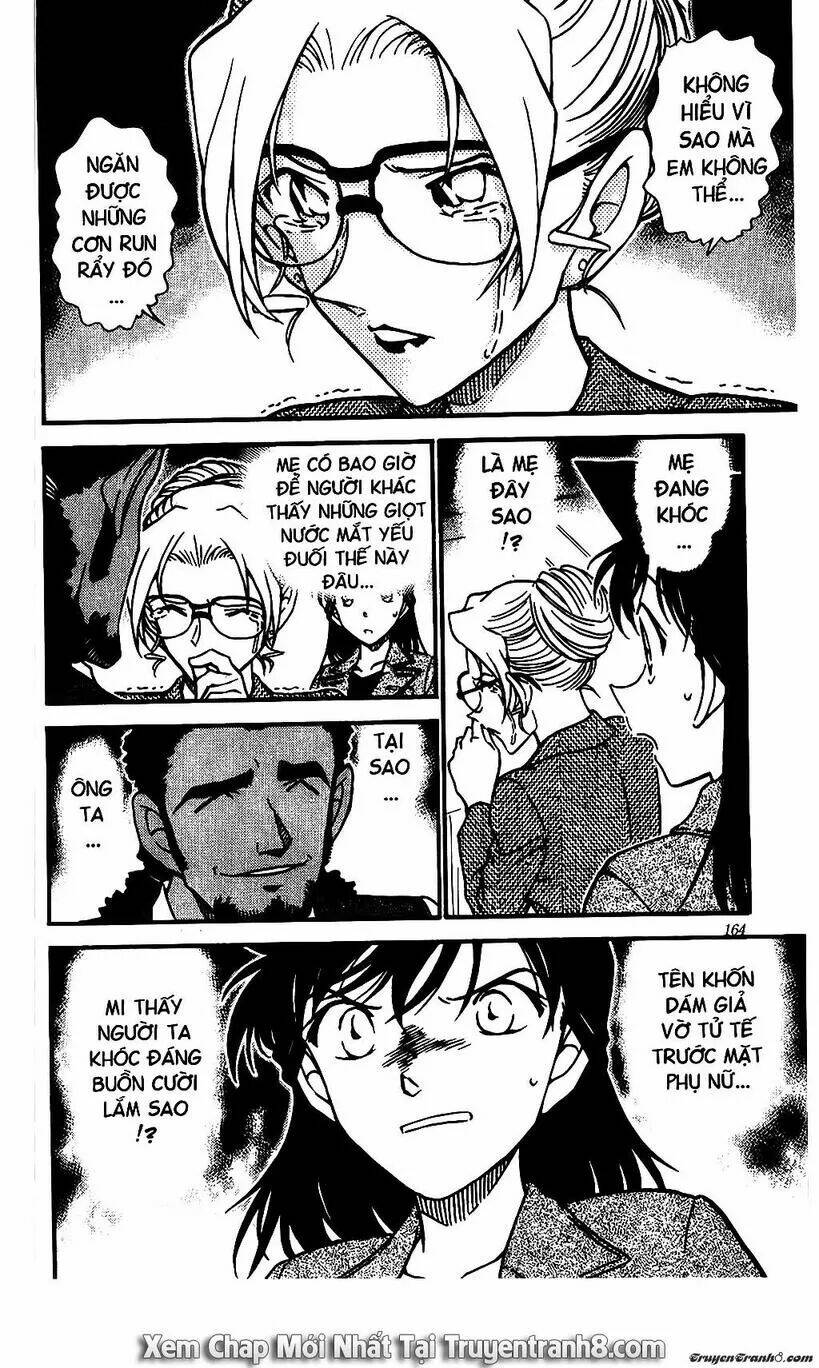 KHÔNG
HIỂU VÌ
SAO MÀ
EM KHÔNG
THỂ...
NGĂN
ĐƯỢC
NHỮNG
CƠN RUN
RẨY ĐÓ
...
MẸ
ĐANG
KHÓC
...
LÀ MẸ
ĐÂY
SAO
!?
MẸ CÓ BAO GIỜ
ĐỂ NGƯỜI KHÁC
THẤY NHỮNG GIỌT
NƯỚC MẮT YẾU
ĐUỐI THẾ NÀY
ĐÂU...
TẠI
SAO
...
ÔNG
TA
...
164
TÊN KHỐN
DÁM GIẢ
VỜ TỬ TẾ
TRƯỚC MẶT
PHỤ NỮ...
MI THẤY
NGƯỜI TA
KHÓC ĐÁNG
BUỒN CƯỜI
LẮM SAO
!?
Xem Chap Mới Nhất Tại Truyentranh8.com
TruyenTranh8.com